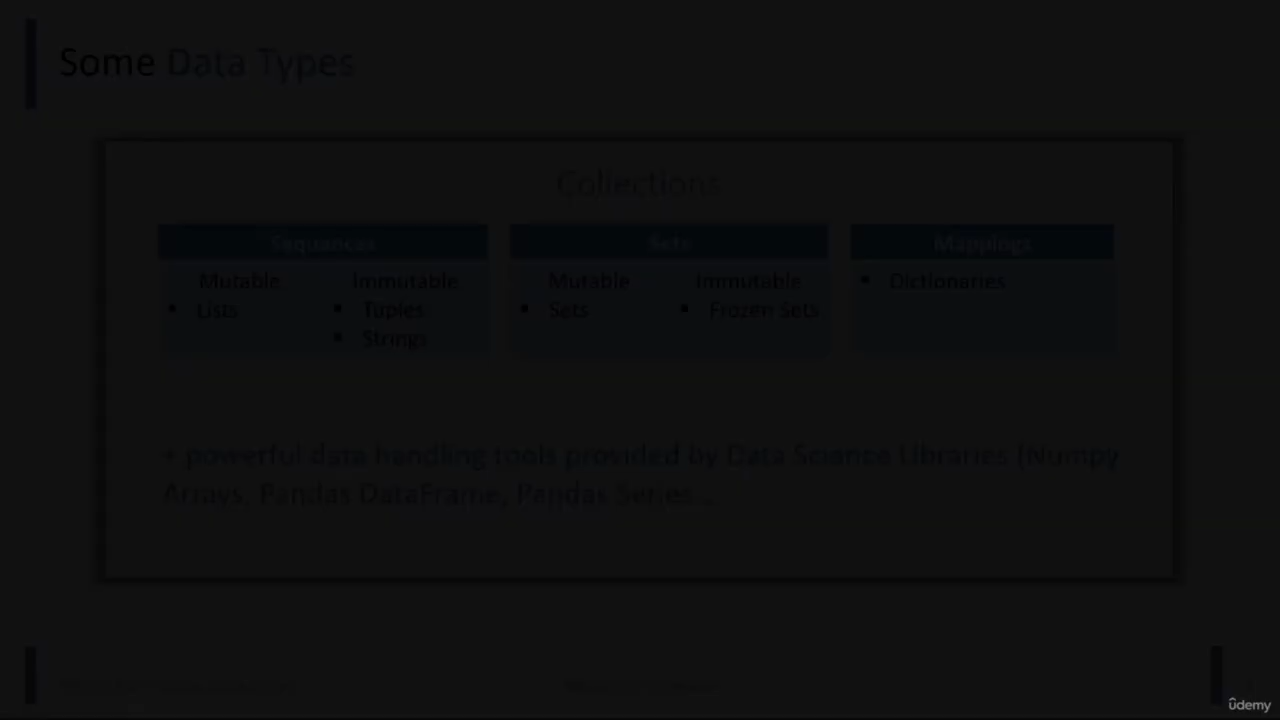 Some Data Types
Collections
Sequences
Sets
Mappings
Mutable
Immutable
Mutable
Immutable
▪ Dictionaries
▪ Lists
▪ Tuples
▪ Sets
▪ Frozen Sets
▪ Strings
+ powerful data handling tools provided by Data Science Libraries (Numpy
Arrays, Pandas DataFrame, Pandas Series…
ûdemy